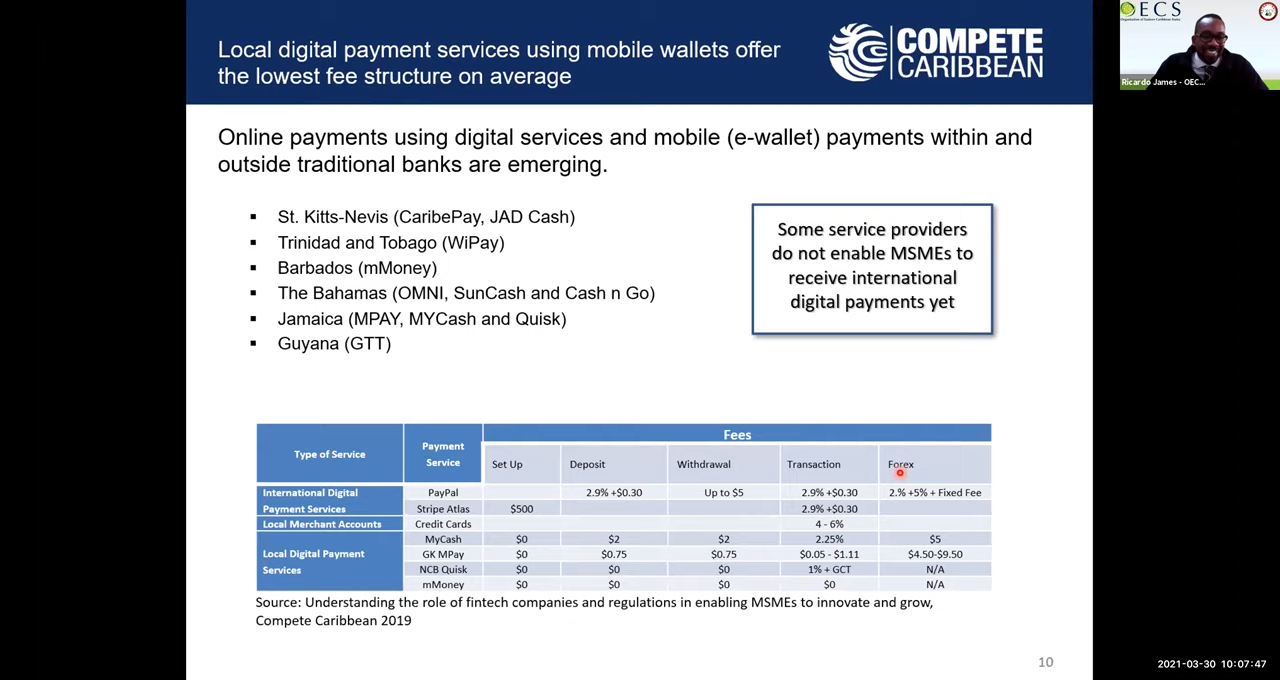 Local digital payment services using mobile wallets offer
the lowest fee structure on average
COMPETE
CARIBBEAN
OECS
Organisation of Eastern Caribbean States
Ricardo James - OEC...
Online payments using digital services and mobile (e-wallet) payments within and
outside traditional banks are emerging.
▪ St. Kitts-Nevis (CaribePay, JAD Cash)
▪ Trinidad and Tobago (WiPay)
▪ Barbados (mMoney)
▪ The Bahamas (OMNI, SunCash and Cash n Go)
▪ Jamaica (MPAY, MYCash and Quisk)
▪ Guyana (GTT)
Some service providers
do not enable MSMEs to
receive international
digital payments yet
Type of Service Payment Service Fees
Set Up Deposit Withdrawal Transaction Forex
International Digital Payment Services PayPal 2.9% +$0.30 Up to $5 2.9% +$0.30 2.% +5% + Fixed Fee
Stripe Atlas $500 2.9% +$0.30
Local Merchant Accounts Credit Cards 4 - 6%
Local Digital Payment Services MyCash $0 $2 $2 2.25% $5
GK MPay $0 $0.75 $0.75 $0.05 - $1.11 $4.50-$9.50
NCB Quisk $0 $0 $0 1% + GCT N/A
mMoney $0 $0 $0 $0 N/A
Source: Understanding the role of fintech companies and regulations in enabling MSMEs to innovate and grow,
Compete Caribbean 2019
10
2021-03-30 10:07:47